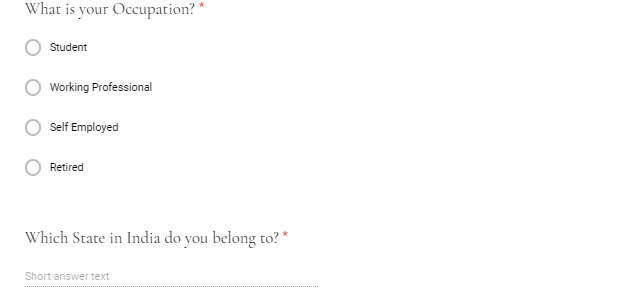 What is your Occupation? *
Student
Working Professional
Self Employed
Retired
Which State in India do you belong to? *
Short answer text